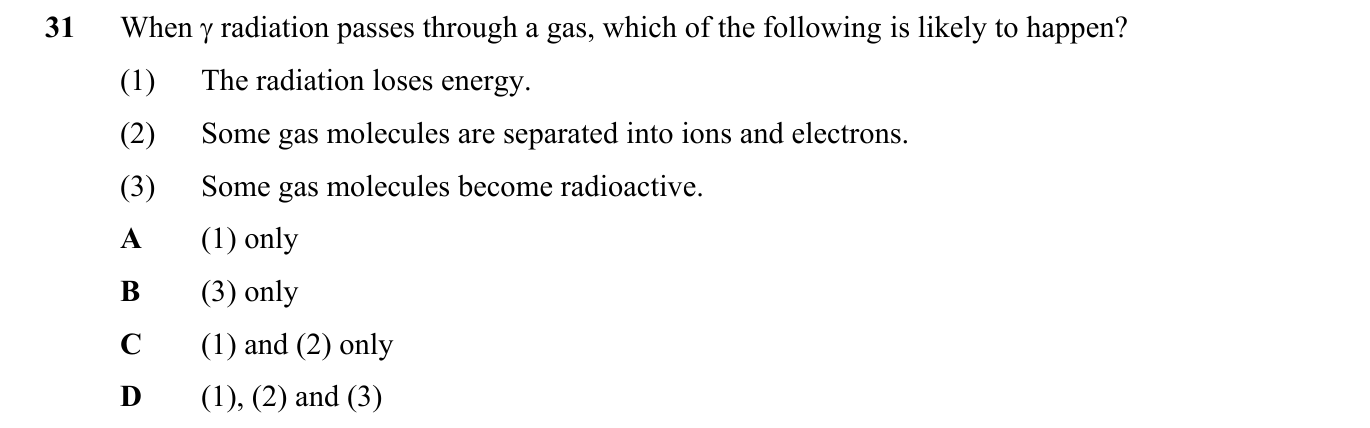 31 When γ radiation passes through a gas, which of the following is likely to happen?
(1) The radiation loses energy.
(2) Some gas molecules are separated into ions and electrons.
(3) Some gas molecules become radioactive.
A (1) only
B (3) only
C (1) and (2) only
D (1), (2) and (3)